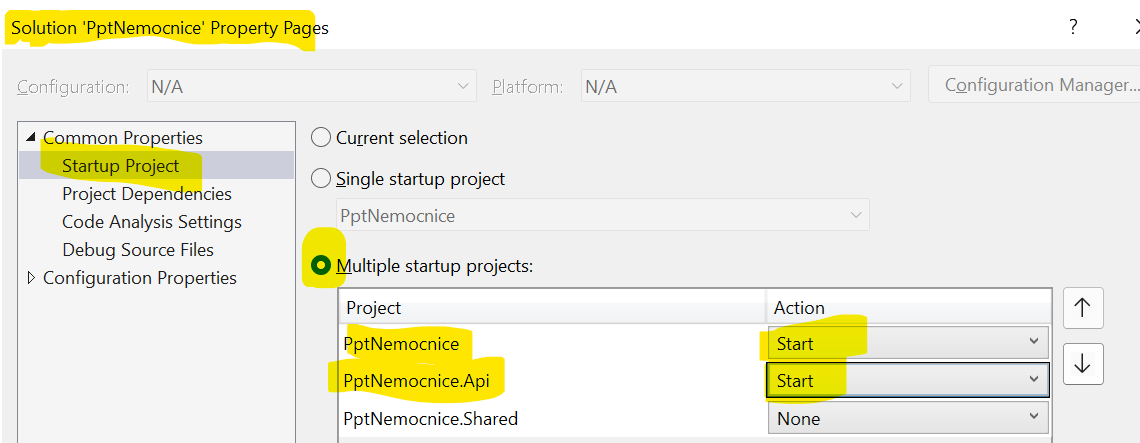 Solution 'PptNemocnice' Property Pages
?
Configuration: N/A Platform: N/A Configuration Manager...
Common Properties
Startup Project
Project Dependencies
Code Analysis Settings
Debug Source Files
Configuration Properties
Current selection
Single startup project
PptNemocnice
Multiple startup projects:
Project Action
PptNemocnice Start
PptNemocnice.Api Start
PptNemocnice.Shared None